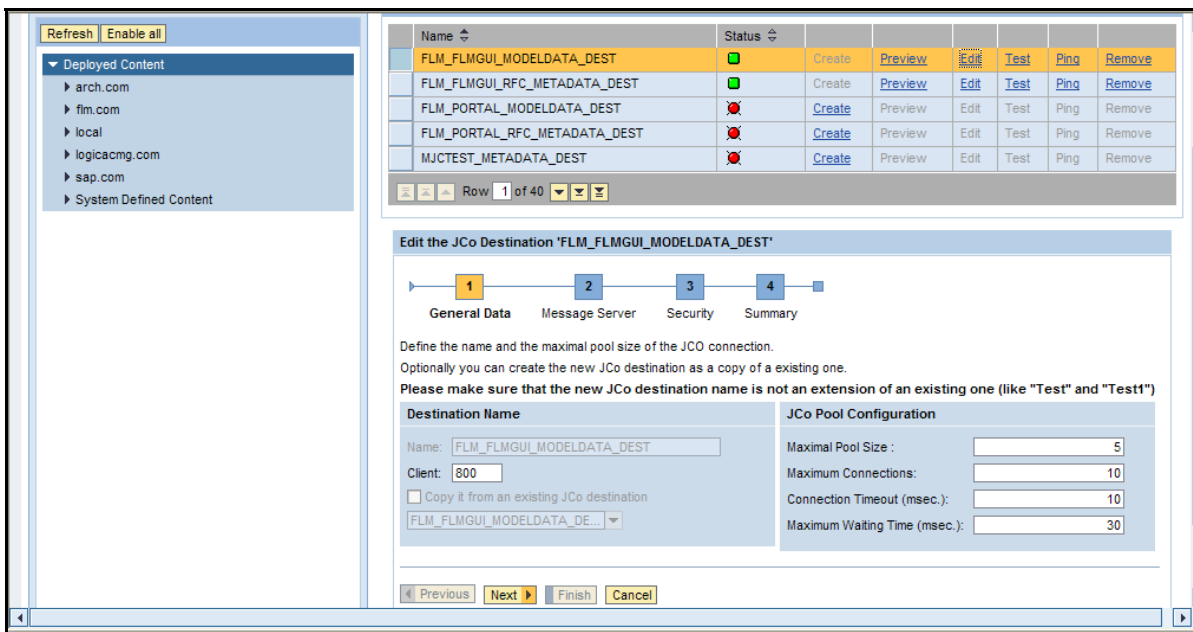 Refresh Enable all
Deployed Content
arch.com
flm.com
local
logicacmg.com
sap.com
System Defined Content
Name Status
FLM_FLMGUI_MODELDATA_DEST Create Preview Edit Test Ping Remove
FLM_FLMGUI_RFC_METADATA_DEST Create Preview Edit Test Ping Remove
FLM_PORTAL_MODELDATA_DEST Create Preview Edit Test Ping Remove
FLM_PORTAL_RFC_METADATA_DEST Create Preview Edit Test Ping Remove
MJCTEST_METADATA_DEST Create Preview Edit Test Ping Remove
Row 1 of 40
Edit the JCo Destination 'FLM_FLMGUI_MODELDATA_DEST'
1 2 3 4
General Data Message Server Security Summary
Define the name and the maximal pool size of the JCO connection.
Optionally you can create the new JCo destination as a copy of a existing one.
Please make sure that the new JCo destination name is not an extension of an existing one (like "Test" and "Test1")
Destination Name
Name: FLM_FLMGUI_MODELDATA_DEST
Client: 800
Copy it from an existing JCo destination
FLM_FLMGUI_MODELDATA_DE...
JCo Pool Configuration
Maximal Pool Size : 5
Maximum Connections: 10
Connection Timeout (msec.): 10
Maximum Waiting Time (msec.): 30
Previous Next Finish Cancel